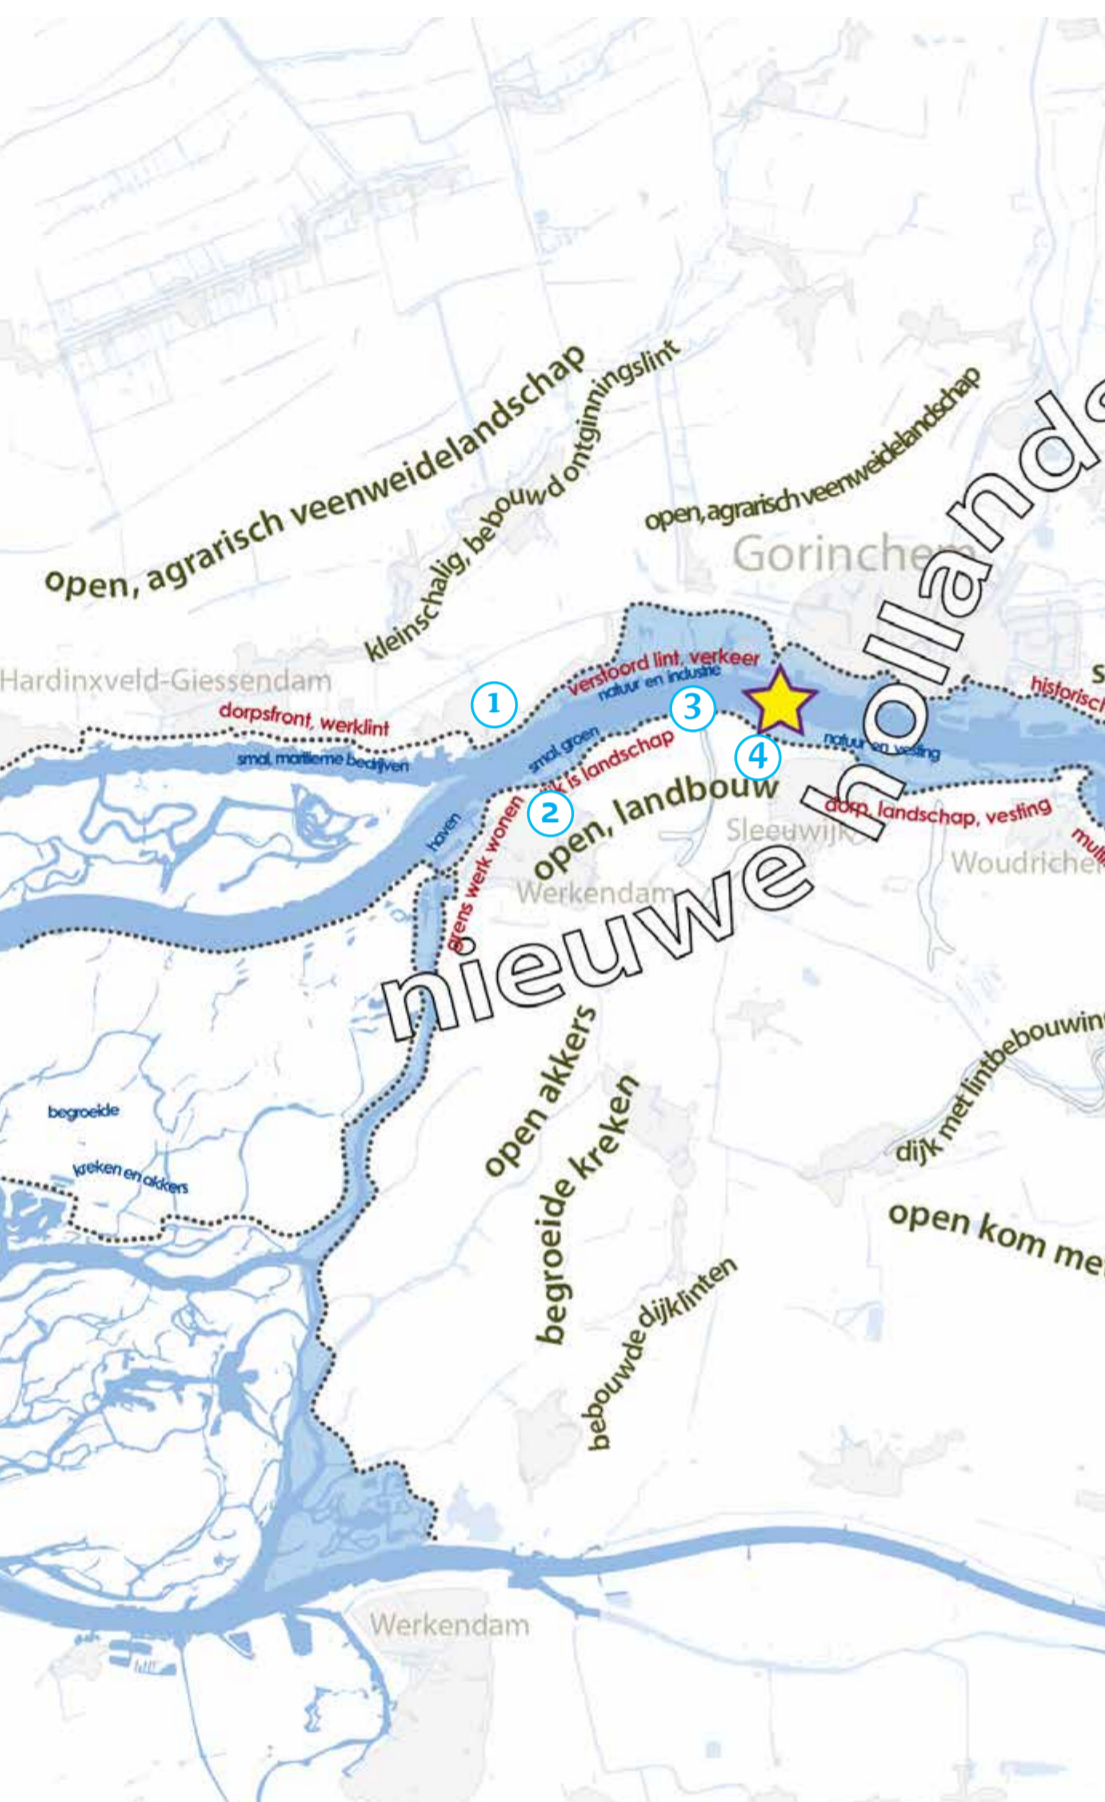 open, agrarisch veenweidelandschap
kleinschalig, bebouwd ontginningslint
open, agrarisch veenweidelandschap
Gorinchem
nieuwe hollands
Hardinxveld-Giessendam
dorpsfront, werklint
smal, maritieme bedrijven
1
verstoord lint, verkeer
natuur en industrie
3
4
smal, groen
is landschap
2
haven
grens werk wonen
open, landbouw
natuur en vesting
dorp, landschap, vesting
historisch
s
Sleeuwijk
Werkendam
Woudrichem
open akkers
begroeide kreken
bebouwde dijklinten
begroeide
kreken en akkers
dijk met lintbebouwing
open kom me
Werkendam